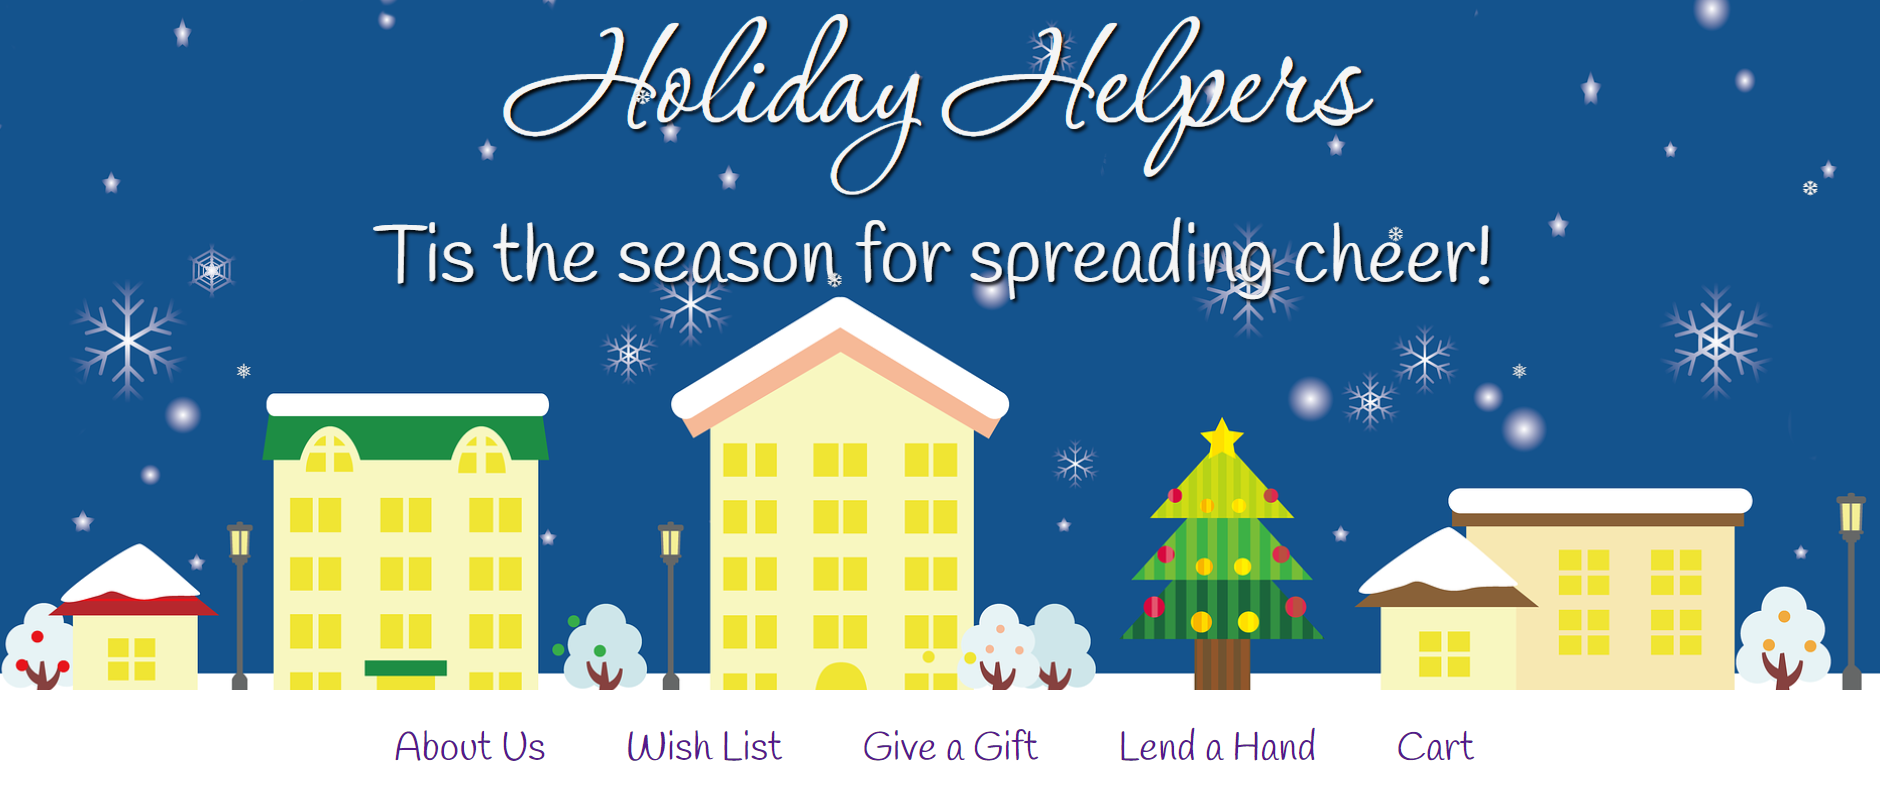 Holiday Helpers
Tis the season for spreading cheer!
About Us Wish List Give a Gift Lend a Hand Cart